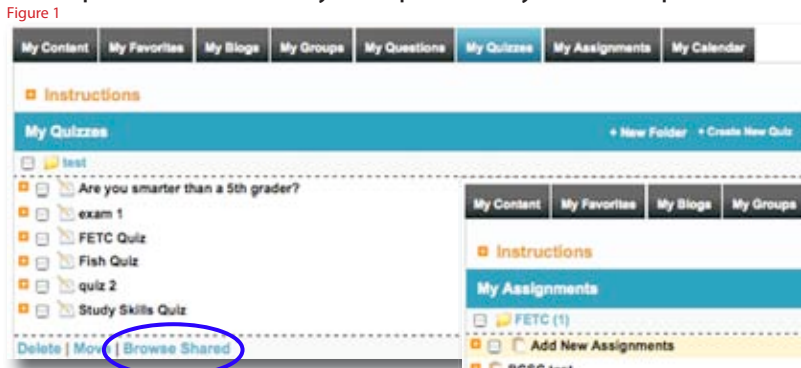 Figure 1
My Content My Favorites My Blogs My Groups My Questions My Quizzes My Assignments My Calendar
Instructions
My Quizzes + New Folder + Create New Quiz
test
Are you smarter than a 5th grader?
exam 1
FETC Quiz
Fish Quiz
quiz 2
Study Skills Quiz
Delete | Move | Browse Shared
My Content My Favorites My Blogs My Groups
Instructions
My Assignments
FETC (1)
Add New Assignments